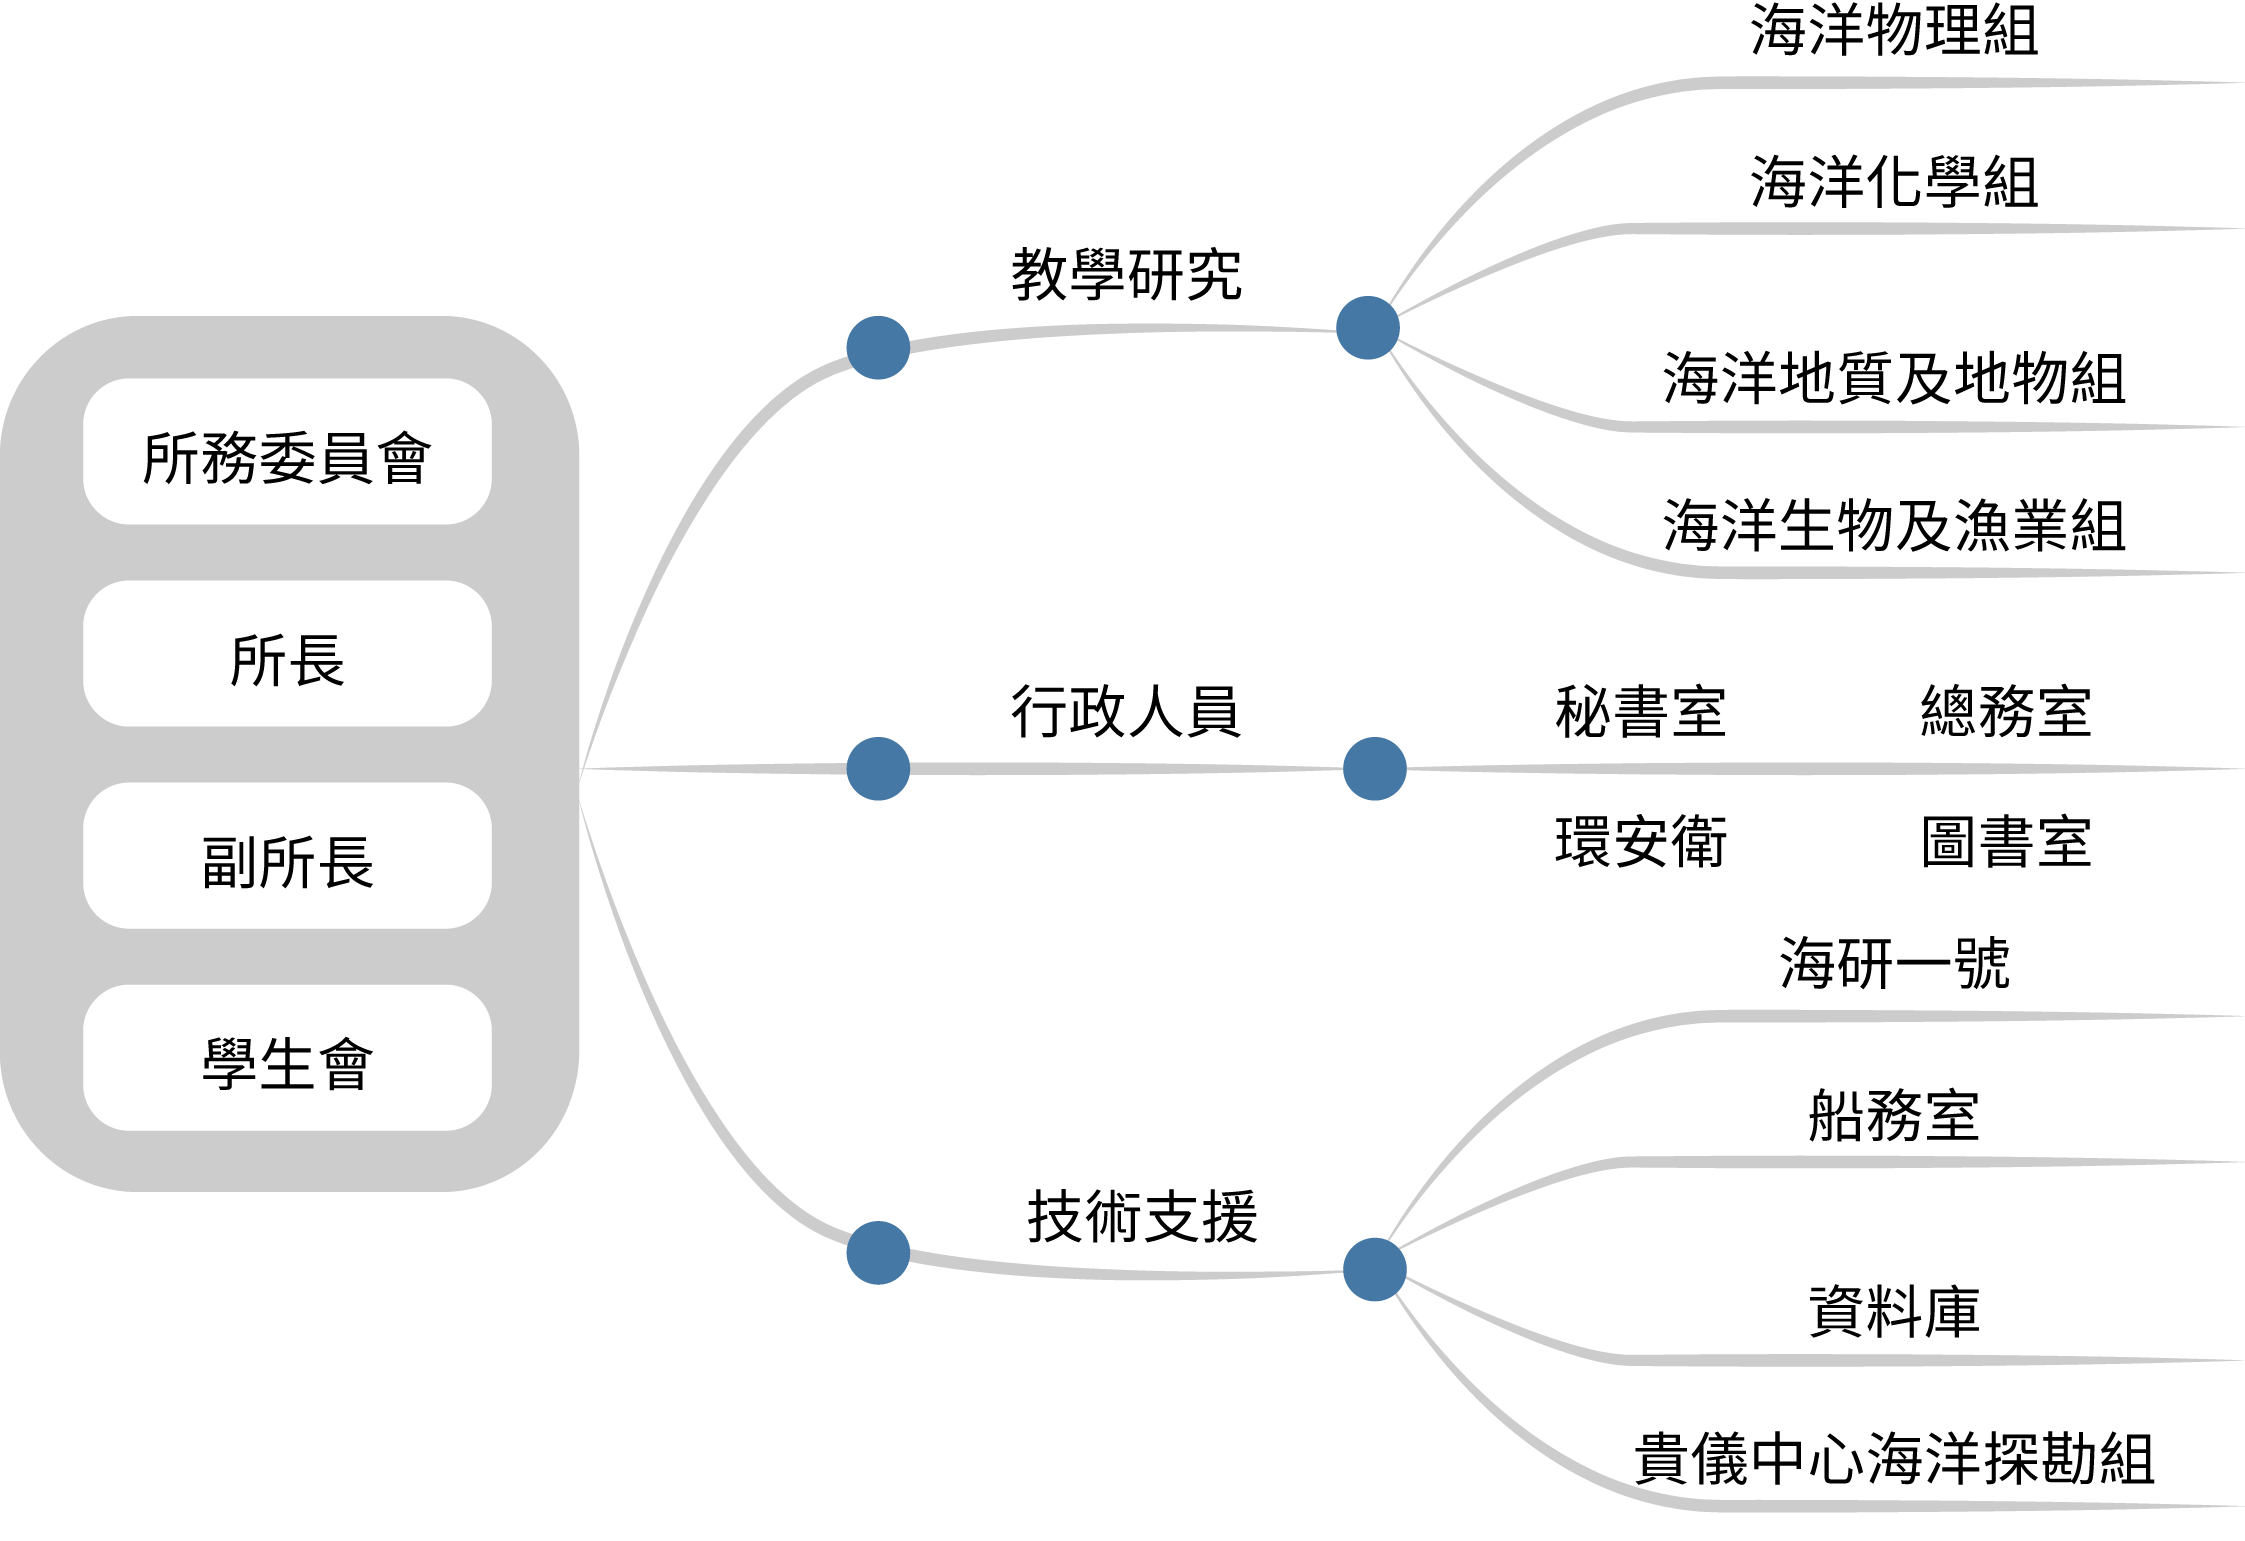 所務委員會
所長
副所長
學生會
教學研究
海洋物理組
海洋化學組
海洋地質及地物組
海洋生物及漁業組
行政人員
秘書室 總務室
環安衛 圖書室
技術支援
海研一號
船務室
資料庫
貴儀中心海洋探勘組